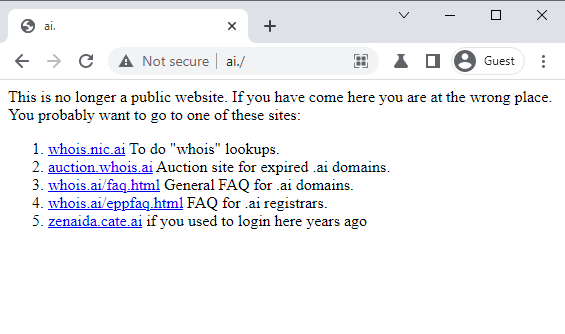 ai.
Not secure
ai./
Guest
This is no longer a public website. If you have come here you are at the wrong place.
You probably want to go to one of these sites:
1. whois.nic.ai To do "whois" lookups.
2. auction.whois.ai Auction site for expired .ai domains.
3. whois.ai/faq.html General FAQ for .ai domains.
4. whois.ai/eppfaq.html FAQ for .ai registrars.
5. zenaida.cate.ai if you used to login here years ago